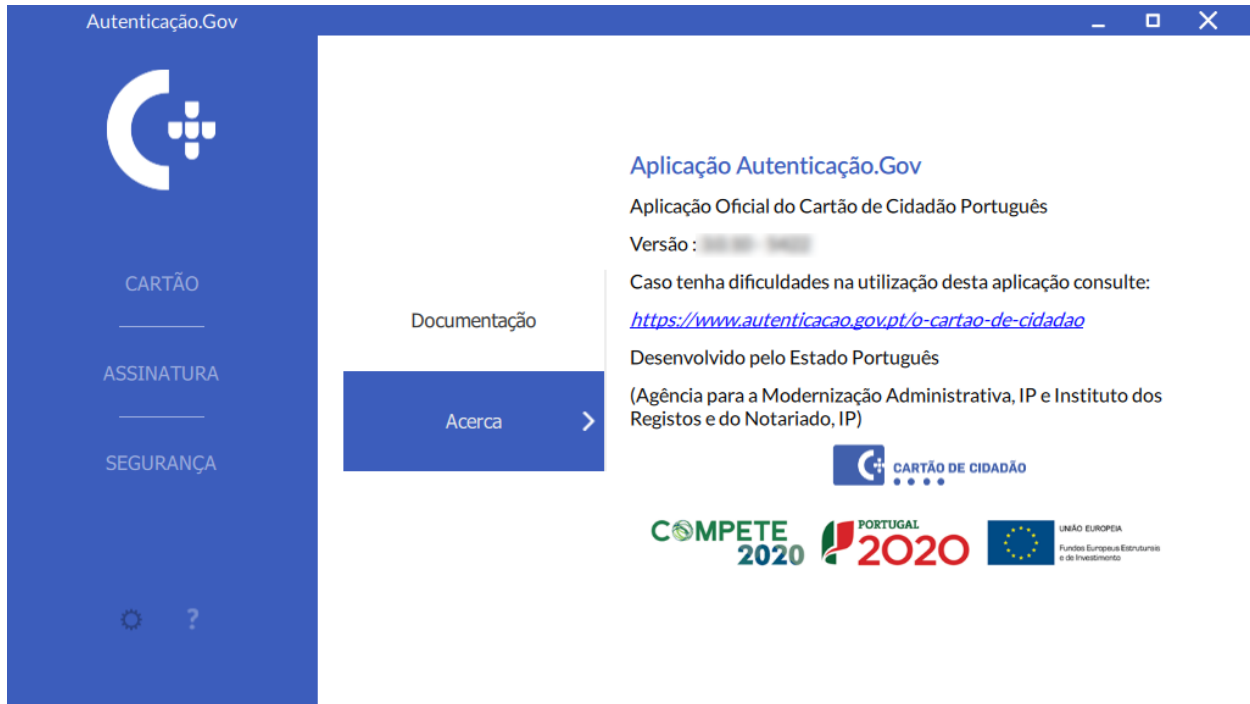 Autenticação.Gov
CARTÃO
ASSINATURA
SEGURANÇA
?
Documentação
Acerca
Aplicação Autenticação.Gov
Aplicação Oficial do Cartão de Cidadão Português
Versão :
Caso tenha dificuldades na utilização desta aplicação consulte:
https://www.autenticacao.gov.pt/o-cartao-de-cidadao
Desenvolvido pelo Estado Português
(Agência para a Modernização Administrativa, IP e Instituto dos
Registos e do Notariado, IP)
CARTÃO DE CIDADÃO
COMPETE
2020
PORTUGAL
2020
UNIÃO EUROPEIA
Fundos Europeus Estruturais
e de Investimento